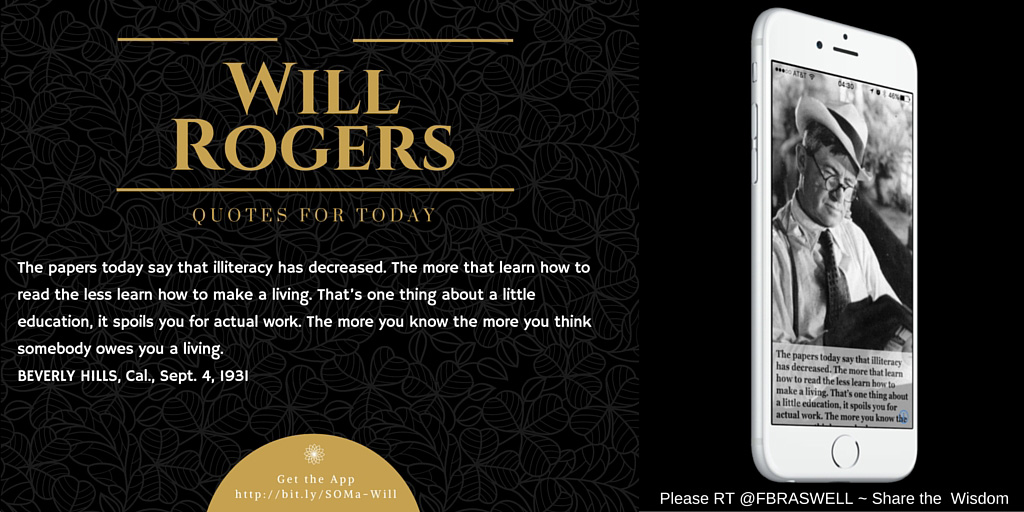 WILL
ROGERS
QUOTES FOR TODAY
The papers today say that illiteracy has decreased. The more that learn how to
read the less learn how to make a living. That's one thing about a little
education, it spoils you for actual work. The more you know the more you think
somebody owes you a living.
BEVERLY HILLS, Cal., Sept. 4, 1931
Get the App
http://bit.ly/SOMa-Will
AT&T
04:30
46%
The papers today say that illiteracy
has decreased. The more that learn
how to read the less learn how to
make a living. That's one thing about
a little education, it spoils you for
actual work. The more you know the
Please RT @FBRASWELL ~ Share the Wisdom